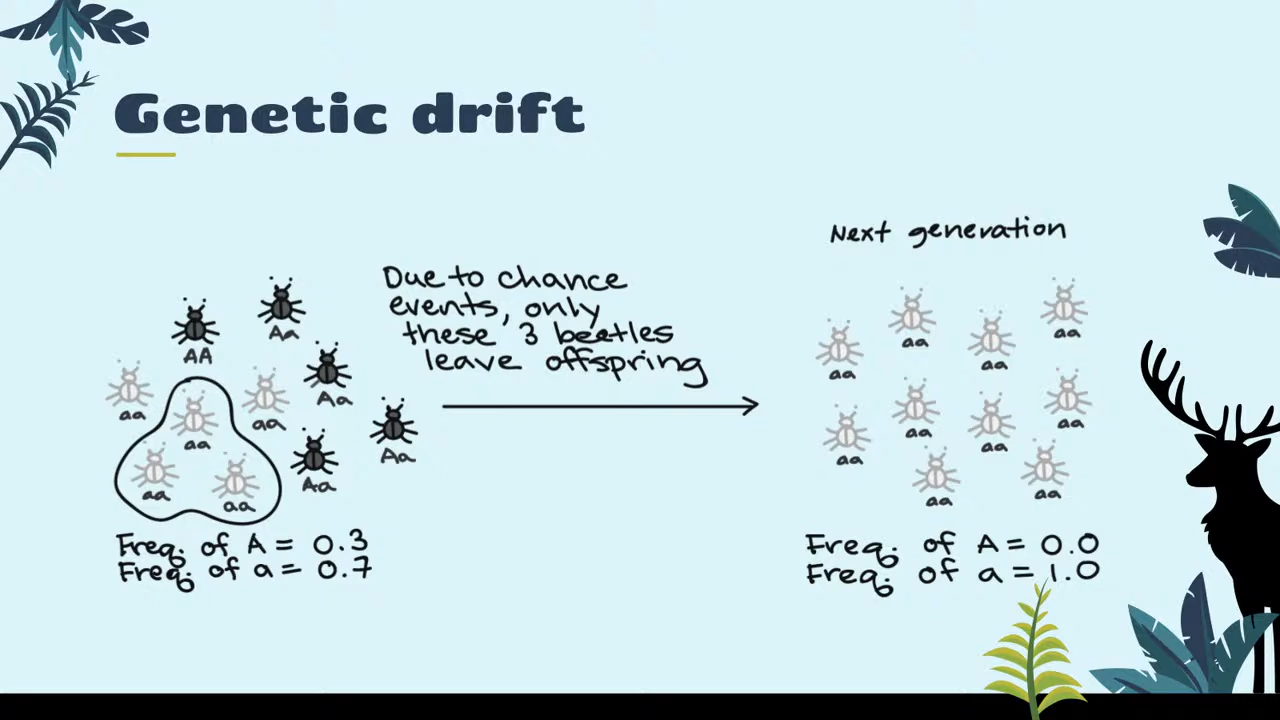 Genetic drift
Next generation
Due to chance
events, only
these 3 beetles
leave offspring
Aa
AA
Aa
aa
aa
aa
Aa
Aa
aa
aa
aa
aa
aa
aa
aa
aa
aa
aa
aa
aa
aa
Freq. of A = 0.3
Freq. of a = 0.7
Freq. of A = 0.0
Freq. of a = 1.0